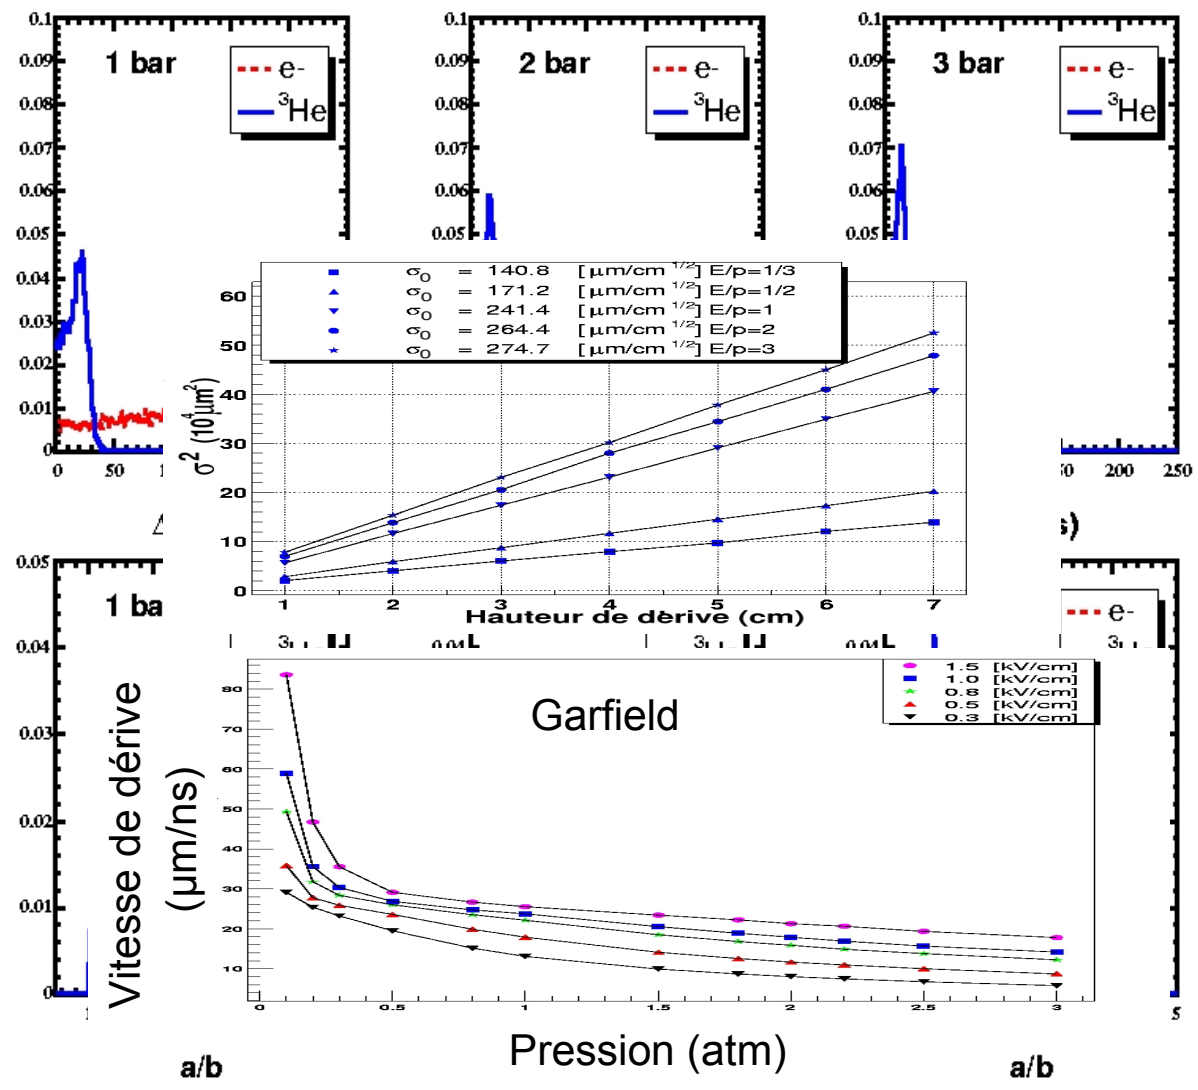 1 bar
e-
³He
0.1
0.09
0.08
0.07
0.06
0.05
0.04
0.03
0.02
0.01
0
0 50
2 bar
e-
³He
0.1
0.09
0.08
0.07
0.06
0.05
3 bar
e-
³He
0.1
0.09
0.08
0.07
0.06
0.05
200 250
σ₀ = 140.8 [μm/cm ^1/2] E/p=1/3
σ₀ = 171.2 [μm/cm ^1/2] E/p=1/2
σ₀ = 241.4 [μm/cm ^1/2] E/p=1
σ₀ = 264.4 [μm/cm ^1/2] E/p=2
σ₀ = 274.7 [μm/cm ^1/2] E/p=3
σ² (10⁴μm²)
60
50
40
30
20
10
0
1 2 3 4 5 6 7
Hauteur de dérive (cm)
s)
0.05
0.04
0.03
0.02
0.01
0
1 ba
e-
0.04
0.04
Garfield
1.5 [kV/cm]
1.0 [kV/cm]
0.8 [kV/cm]
0.5 [kV/cm]
0.3 [kV/cm]
Vitesse de dérive
(μm/ns)
80
70
60
50
40
30
20
10
0 0.5 1 1.5 2 2.5 3
5
Pression (atm)
a/b
a/b